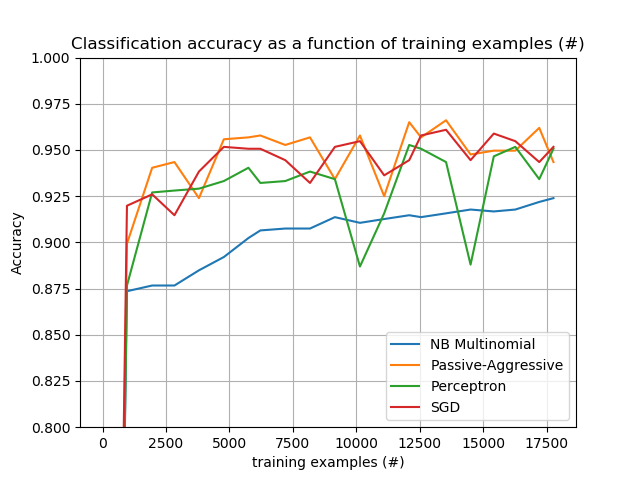 Classification accuracy as a function of training examples (#)
1.000
0.975
0.950
0.925
0.900
0.875
0.850
0.825
0.800
Accuracy
NB Multinomial
Passive-Aggressive
Perceptron
SGD
0 2500 5000 7500 10000 12500 15000 17500
training examples (#)